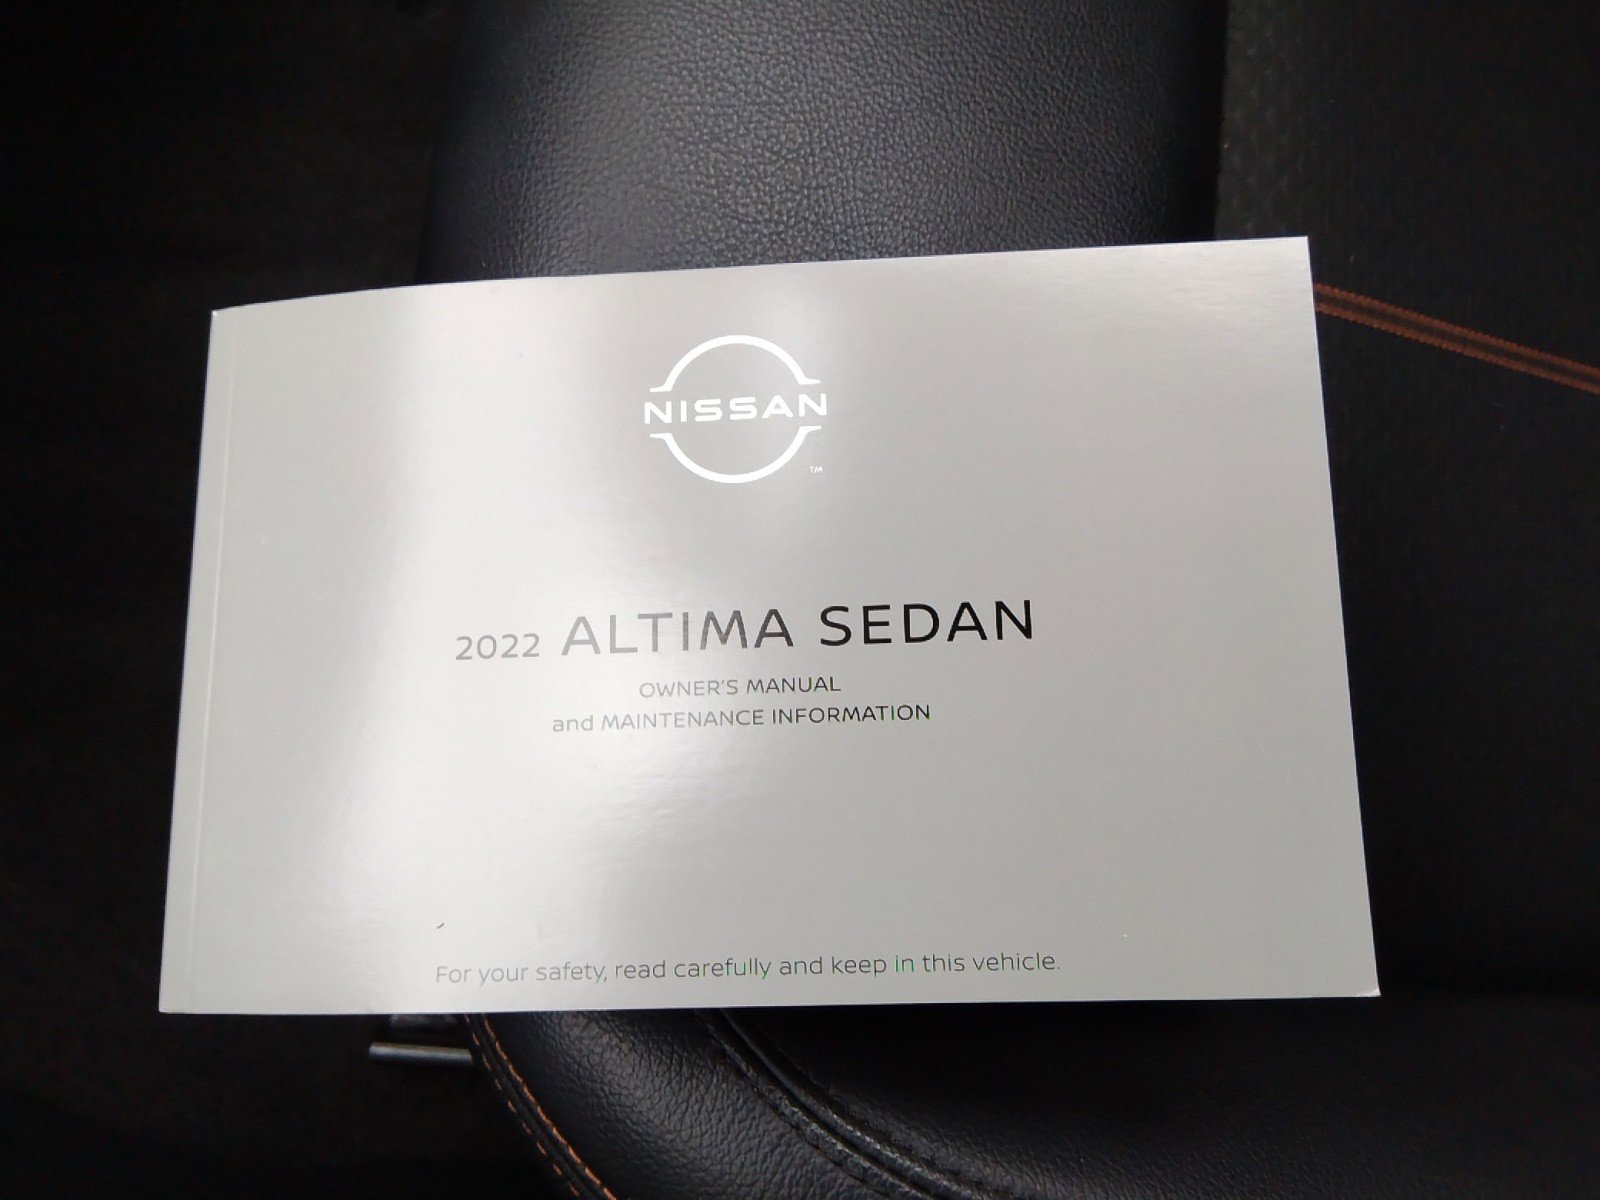 NISSAN
TM
2022 ALTIMA SEDAN
OWNER'S MANUAL
and MAINTENANCE INFORMATION
For your safety, read carefully and keep in this vehicle.